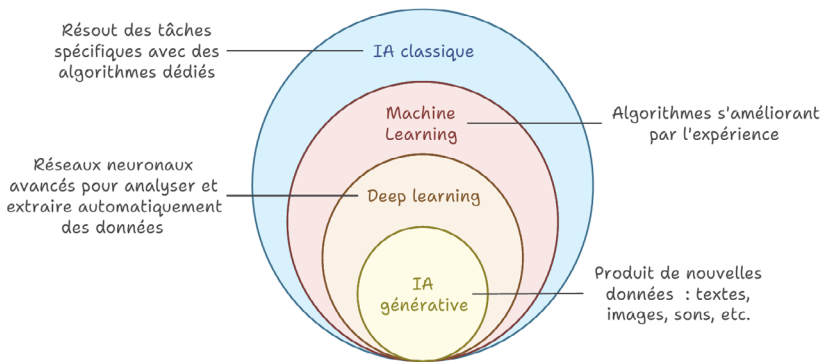 Résout des tâches
spécifiques avec des
algorithmes dédiés
IA classique
Machine
Learning
Algorithmes s'améliorant
par l'expérience
Réseaux neuronaux
avancés pour analyser et
extraire automatiquement
des données
Deep learning
IA
générative
Produit de nouvelles
données : textes,
images, sons, etc.